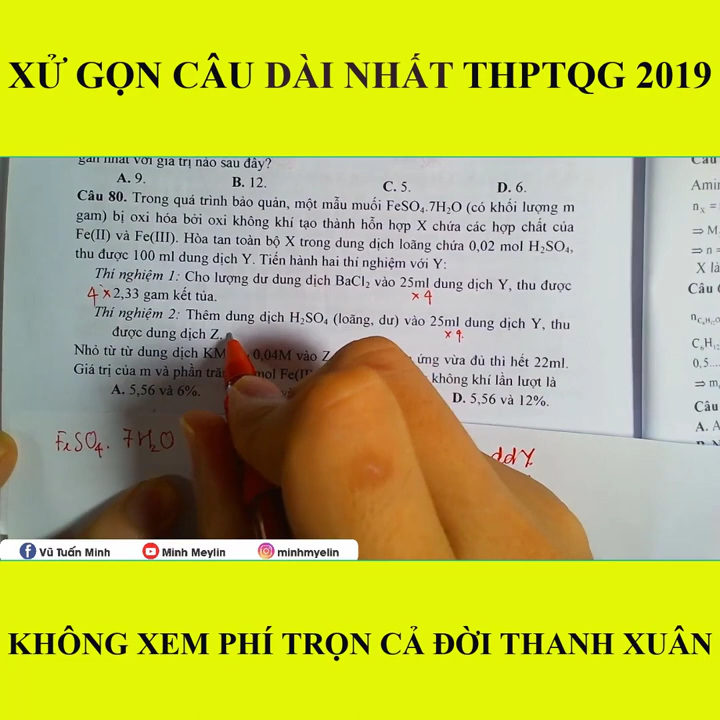 XỬ GỌN CÂU DÀI NHẤT THPTQG 2019
gần nhất với giá trị nào sau đây?
A. 9. B. 12. C. 5. D. 6.
Câu 80. Trong quá trình bảo quản, một mẫu muối FeSO₄.7H₂O (có khối lượng m
gam) bị oxi hóa bởi oxi không khí tạo thành hỗn hợp X chứa các hợp chất của
Fe(II) và Fe(III). Hòa tan toàn bộ X trong dung dịch loãng chứa 0,02 mol H₂SO₄,
thu được 100 ml dung dịch Y. Tiến hành hai thí nghiệm với Y:
Thí nghiệm 1: Cho lượng dư dung dịch BaCl₂ vào 25ml dung dịch Y, thu được
4 × 2,33 gam kết tủa. × 4
Thí nghiệm 2: Thêm dung dịch H₂SO₄ (loãng, dư) vào 25ml dung dịch Y, thu
× 4
được dung dịch Z.
Nhỏ từ từ dung dịch KM 0,04M vào Z ứng vừa đủ thì hết 22ml.
Giá trị của m và phần tră mol Fe(II không khí lần lượt là
A. 5,56 và 6%. D. 5,56 và 12%.
FeSO₄. 7H₂O
ddY.
Câu
Amin
⇒ M
⇒ n =
X là
Câu
0,5
⇒ m
Câu
A. A
Vũ Tuấn Minh Minh Meylin minhmyelin
KHÔNG XEM PHÍ TRỌN CẢ ĐỜI THANH XUÂN